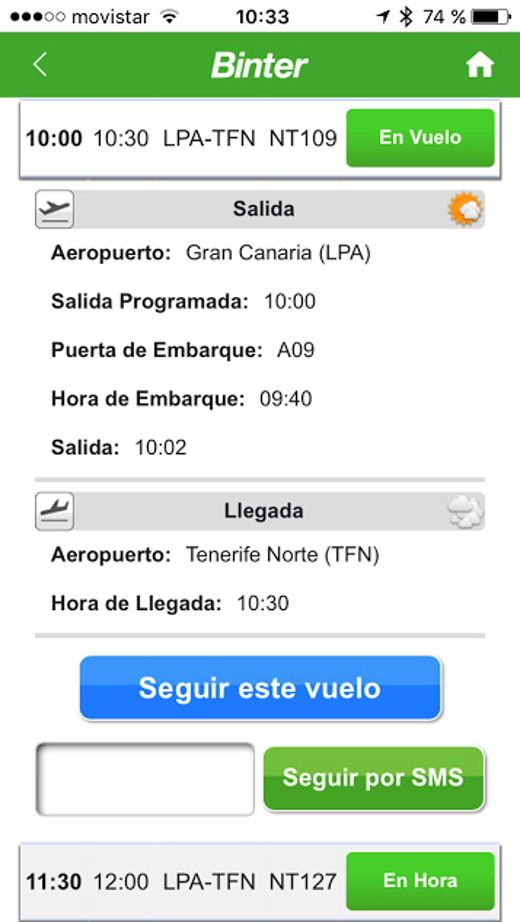 movistar 10:33 74 %
Binter
10:00 10:30 LPA-TFN NT109 En Vuelo
Salida
Aeropuerto: Gran Canaria (LPA)
Salida Programada: 10:00
Puerta de Embarque: A09
Hora de Embarque: 09:40
Salida: 10:02
Llegada
Aeropuerto: Tenerife Norte (TFN)
Hora de Llegada: 10:30
Seguir este vuelo
Seguir por SMS
11:30 12:00 LPA-TFN NT127 En Hora